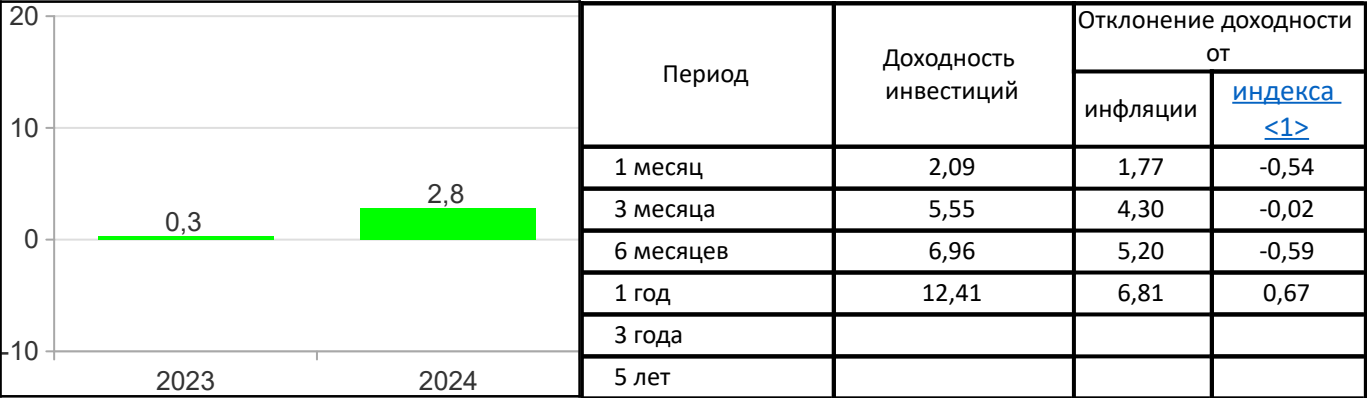 20
10
0
-10
0,3
2,8
2023
2024
Период
Доходность
инвестиций
Отклонение доходности
от
инфляции
индекса
<1>
1 месяц 2,09 1,77 -0,54
3 месяца 5,55 4,30 -0,02
6 месяцев 6,96 5,20 -0,59
1 год 12,41 6,81 0,67
3 года
5 лет